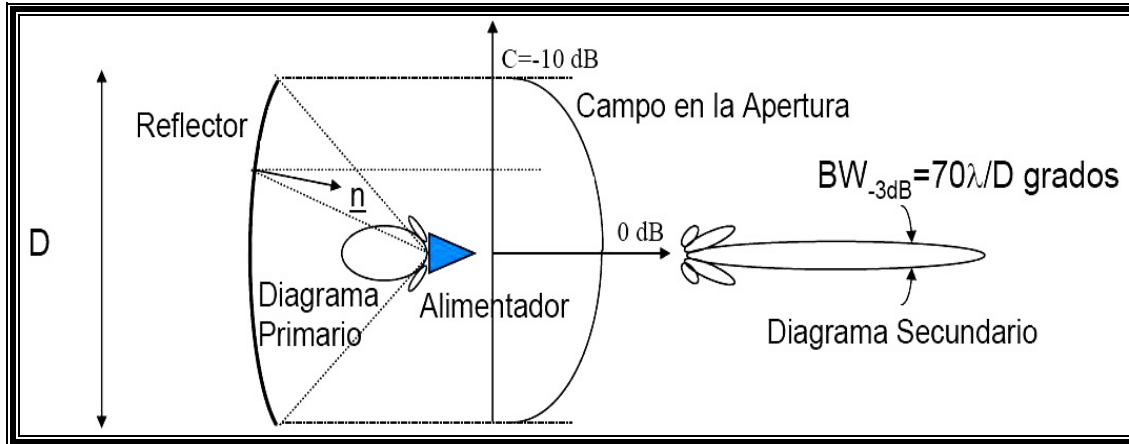 C=-10 dB
Campo en la Apertura
Reflector
BW-3dB=70λ/D grados
n
D
0 dB
Diagrama
Primario
Alimentador
Diagrama Secundario